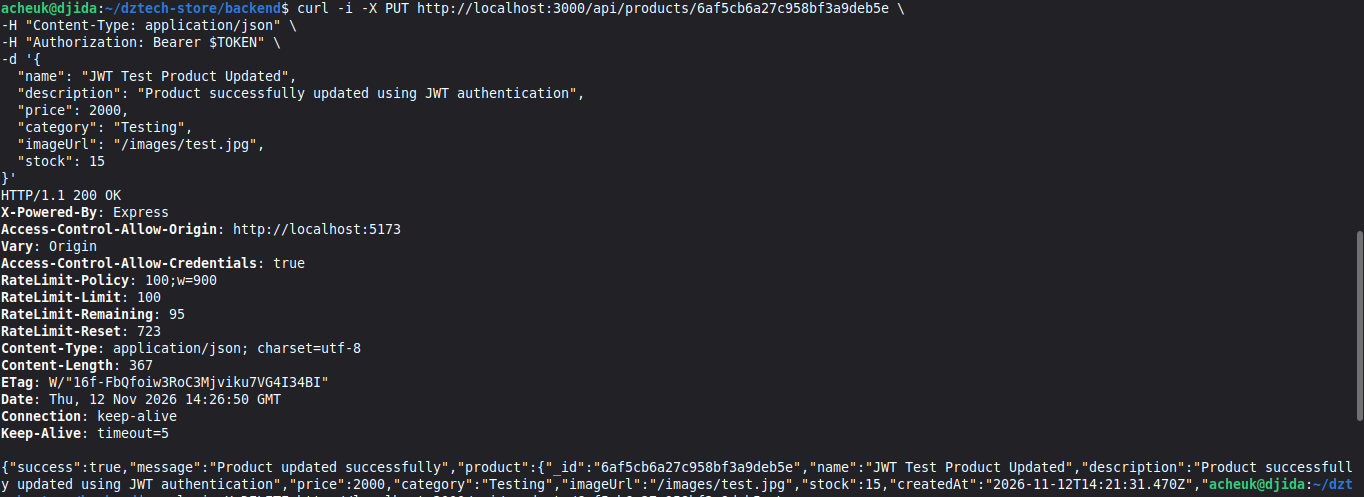 acheuk@djida:~/dztech-store/backend$ curl -i -X PUT http://localhost:3000/api/products/6af5cb6a27c958bf3a9deb5e \
-H "Content-Type: application/json" \
-H "Authorization: Bearer $TOKEN" \
-d '{
  "name": "JWT Test Product Updated",
  "description": "Product successfully updated using JWT authentication",
  "price": 2000,
  "category": "Testing",
  "imageUrl": "/images/test.jpg",
  "stock": 15
}'
HTTP/1.1 200 OK
X-Powered-By: Express
Access-Control-Allow-Origin: http://localhost:5173
Vary: Origin
Access-Control-Allow-Credentials: true
RateLimit-Policy: 100;w=900
RateLimit-Limit: 100
RateLimit-Remaining: 95
RateLimit-Reset: 723
Content-Type: application/json; charset=utf-8
Content-Length: 367
ETag: W/"16f-FbQfoiw3RoC3Mjviku7VG4I34BI"
Date: Thu, 12 Nov 2026 14:26:50 GMT
Connection: keep-alive
Keep-Alive: timeout=5
{"success":true,"message":"Product updated successfully","product":{"_id":"6af5cb6a27c958bf3a9deb5e","name":"JWT Test Product Updated","description":"Product successfull
y updated using JWT authentication","price":2000,"category":"Testing","imageUrl":"/images/test.jpg","stock":15,"createdAt":"2026-11-12T14:21:31.470Z","acheuk@djida:~/dzt